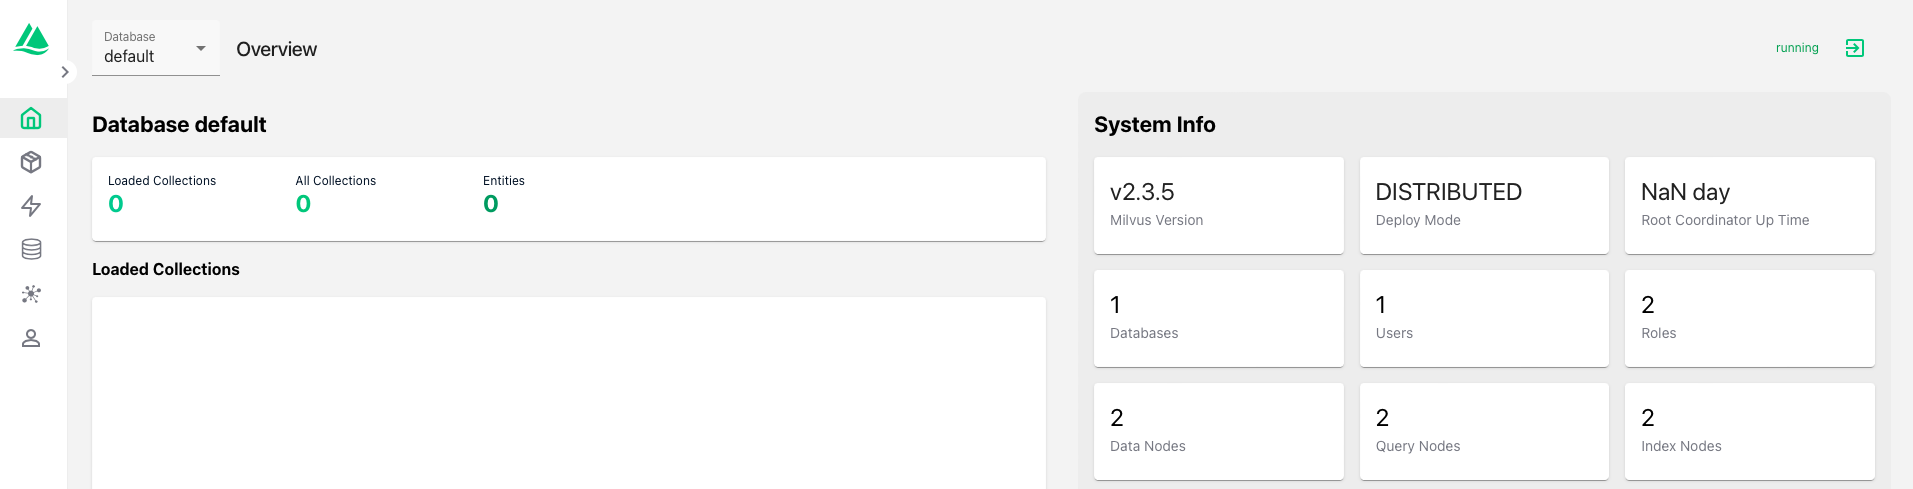 Database
default
Overview
running
Database default
Loaded Collections
0
All Collections
0
Entities
0
Loaded Collections
System Info
v2.3.5
Milvus Version
DISTRIBUTED
Deploy Mode
NaN day
Root Coordinator Up Time
1
Databases
1
Users
2
Roles
2
Data Nodes
2
Query Nodes
2
Index Nodes